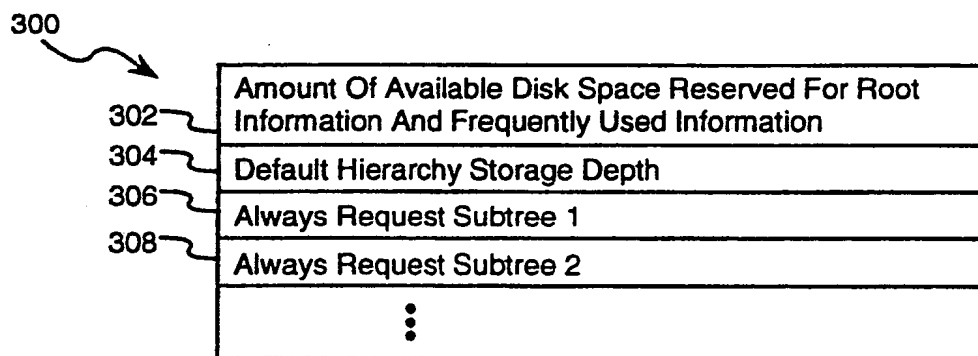 300
302
Amount Of Available Disk Space Reserved For Root
Information And Frequently Used Information
304
Default Hierarchy Storage Depth
306
Always Request Subtree 1
308
Always Request Subtree 2